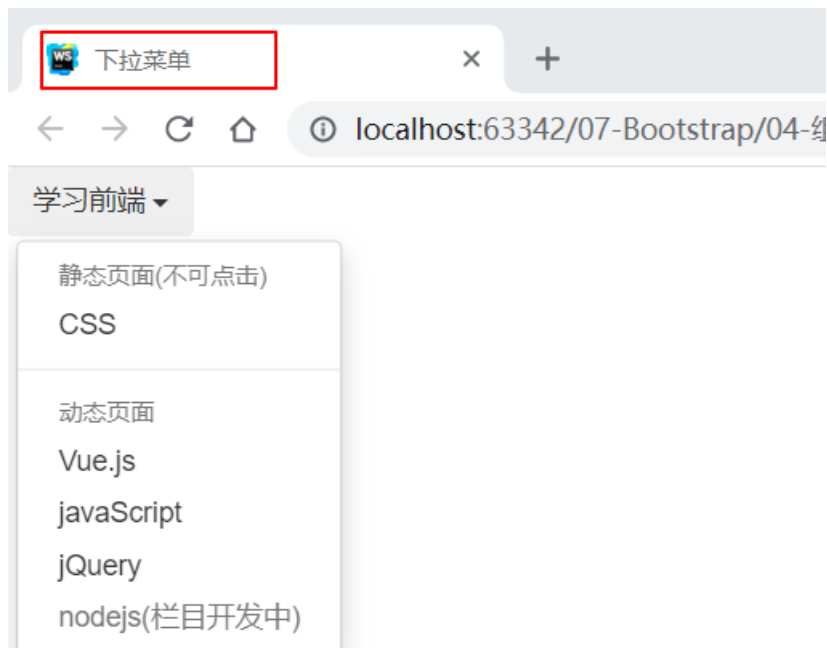 WS
下拉菜单
localhost:63342/07-Bootstrap/04-
学习前端
静态页面(不可点击)
CSS
动态页面
Vue.js
javaScript
jQuery
nodejs(栏目开发中)